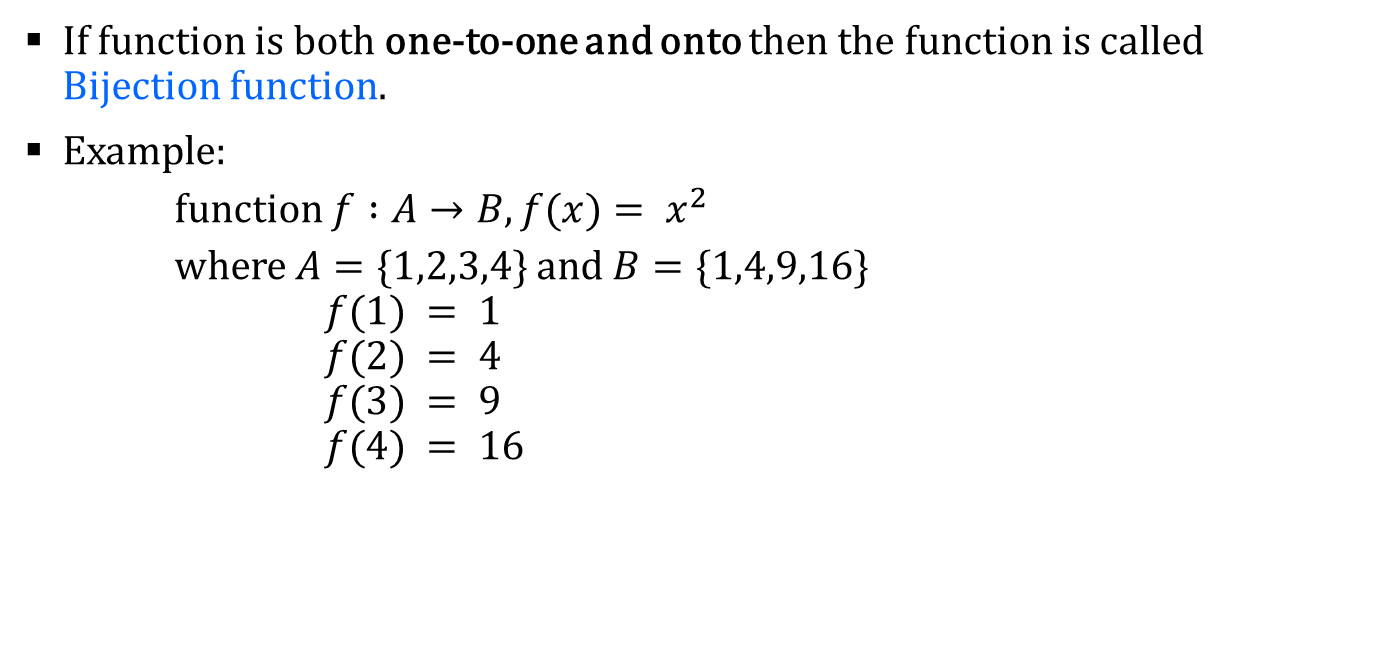 ▪ If function is both one-to-one and onto then the function is called
Bijection function.
▪ Example:
function 𝑓 : 𝐴 → 𝐵, 𝑓(𝑥) = 𝑥²
where 𝐴 = {1,2,3,4} and 𝐵 = {1,4,9,16}
𝑓(1) = 1
𝑓(2) = 4
𝑓(3) = 9
𝑓(4) = 16